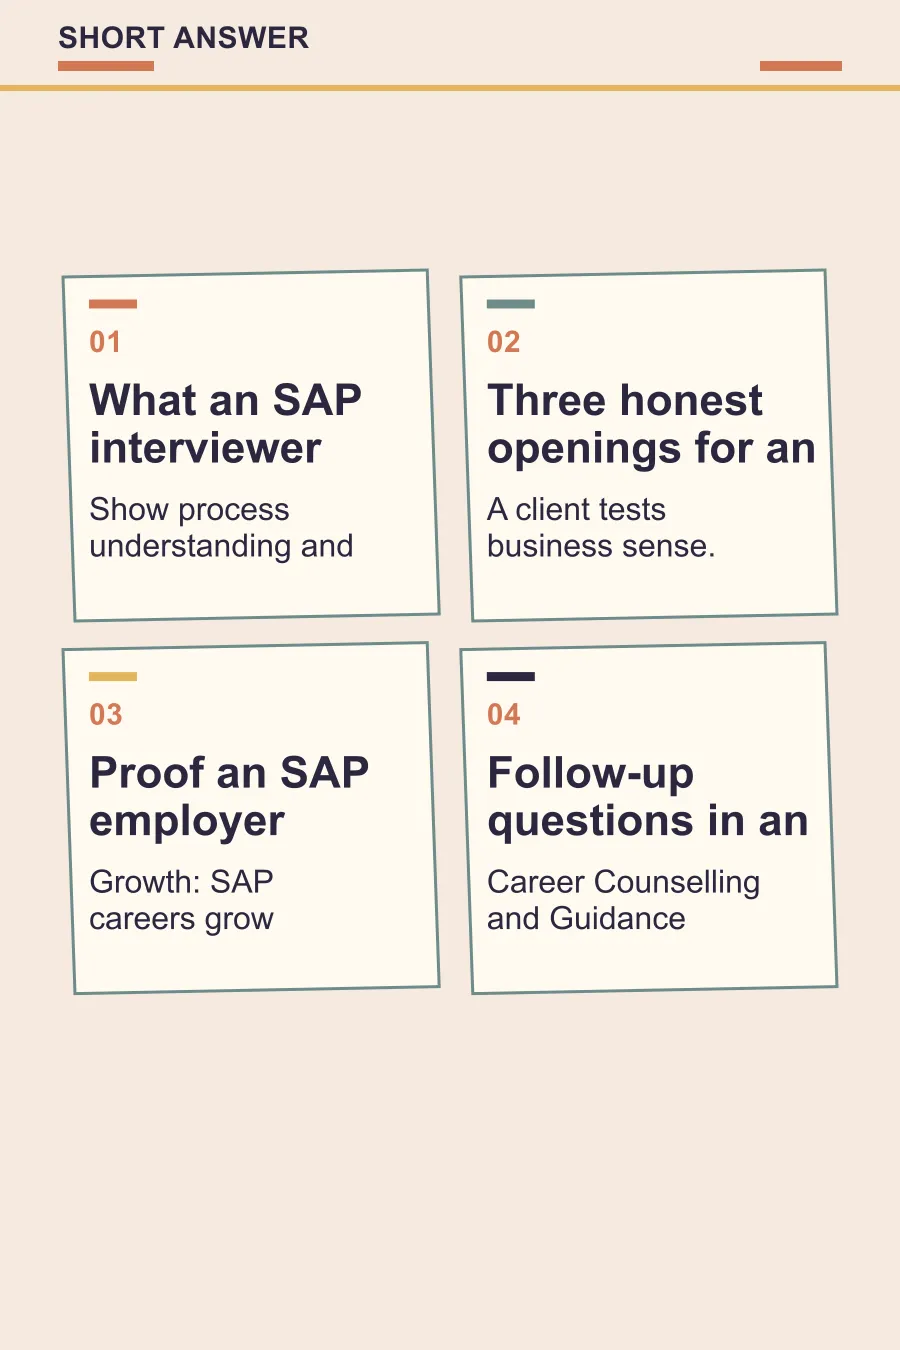 SHORT ANSWER
01
What an SAP
interviewer
Show process
understanding and
02
Three honest
openings for an
A client tests
business sense.
03
Proof an SAP
employer
Growth: SAP
careers grow
04
Follow-up
questions in an
Career Counselling
and Guidance